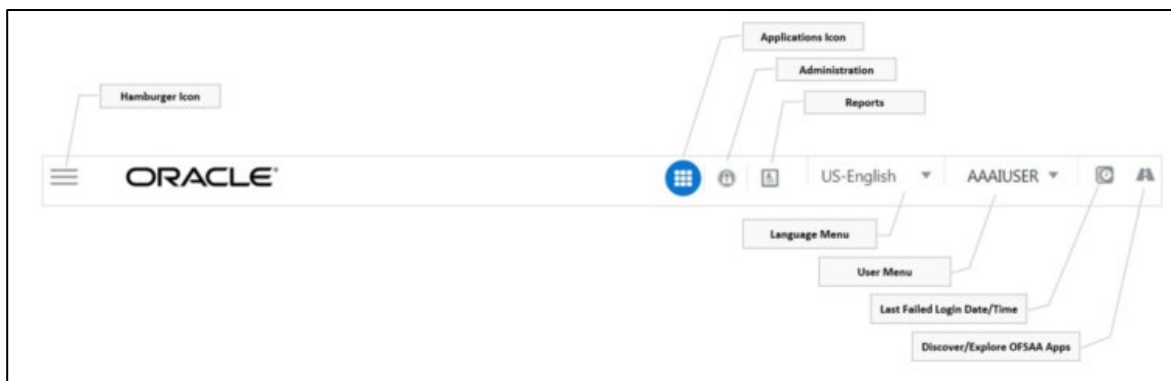 Applications Icon
Administration
Hamburger Icon
Reports
ORACLE
US-English
AAAIUSER
Language Menu
User Menu
Last Failed Login Date/Time
Discover/Explore OFSAA Apps